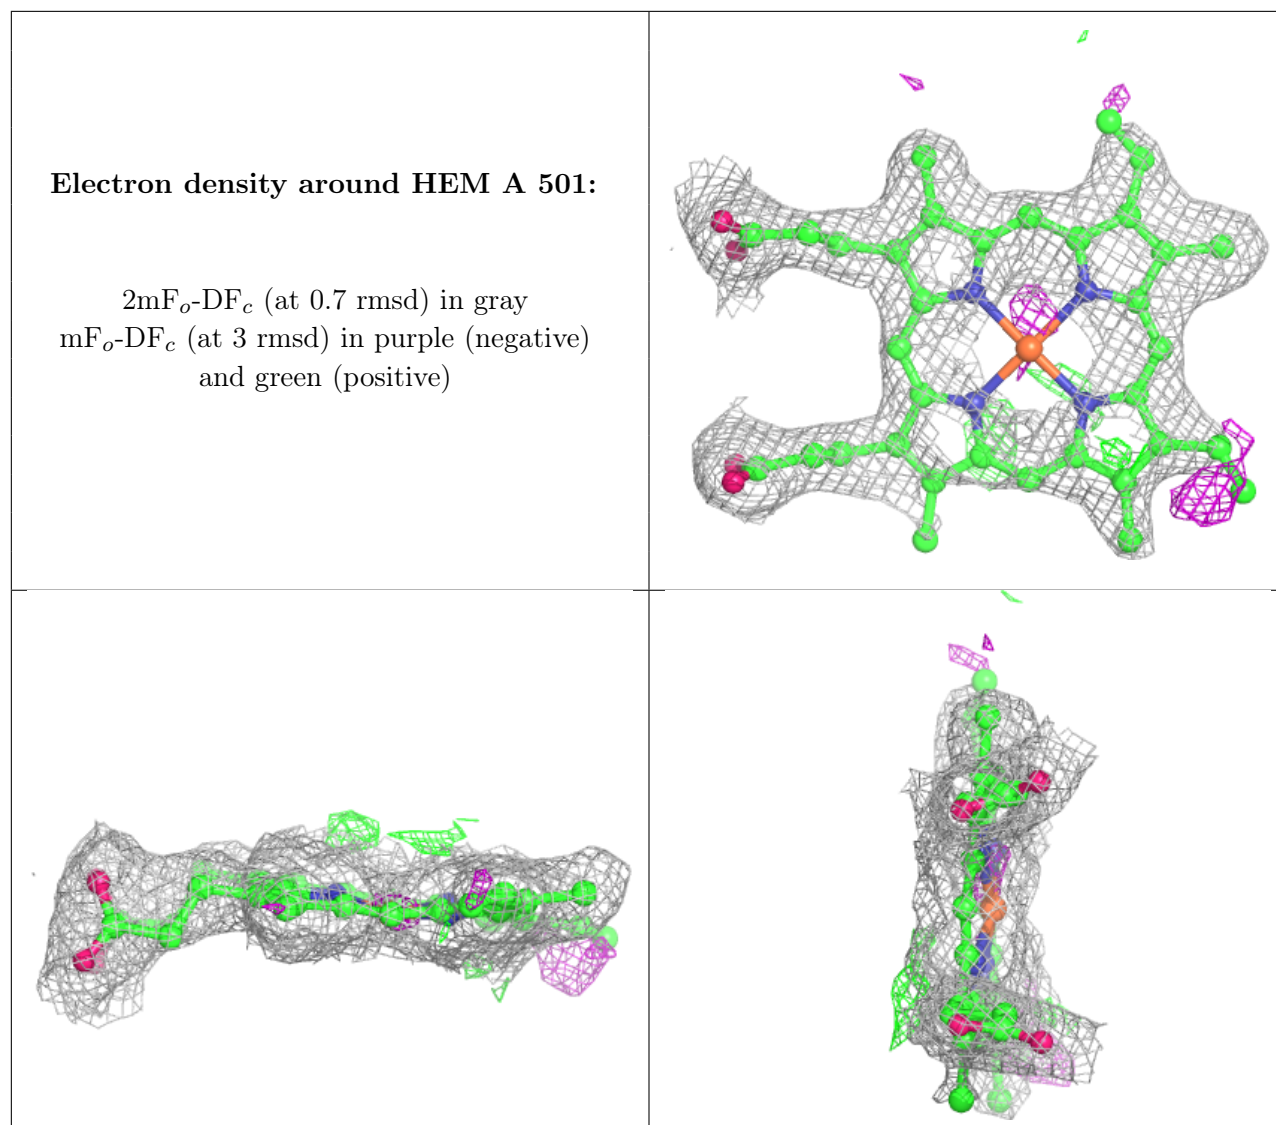 Electron density around HEM A 501:
2mF_o-DF_c (at 0.7 rmsd) in gray
mF_o-DF_c (at 3 rmsd) in purple (negative)
and green (positive)